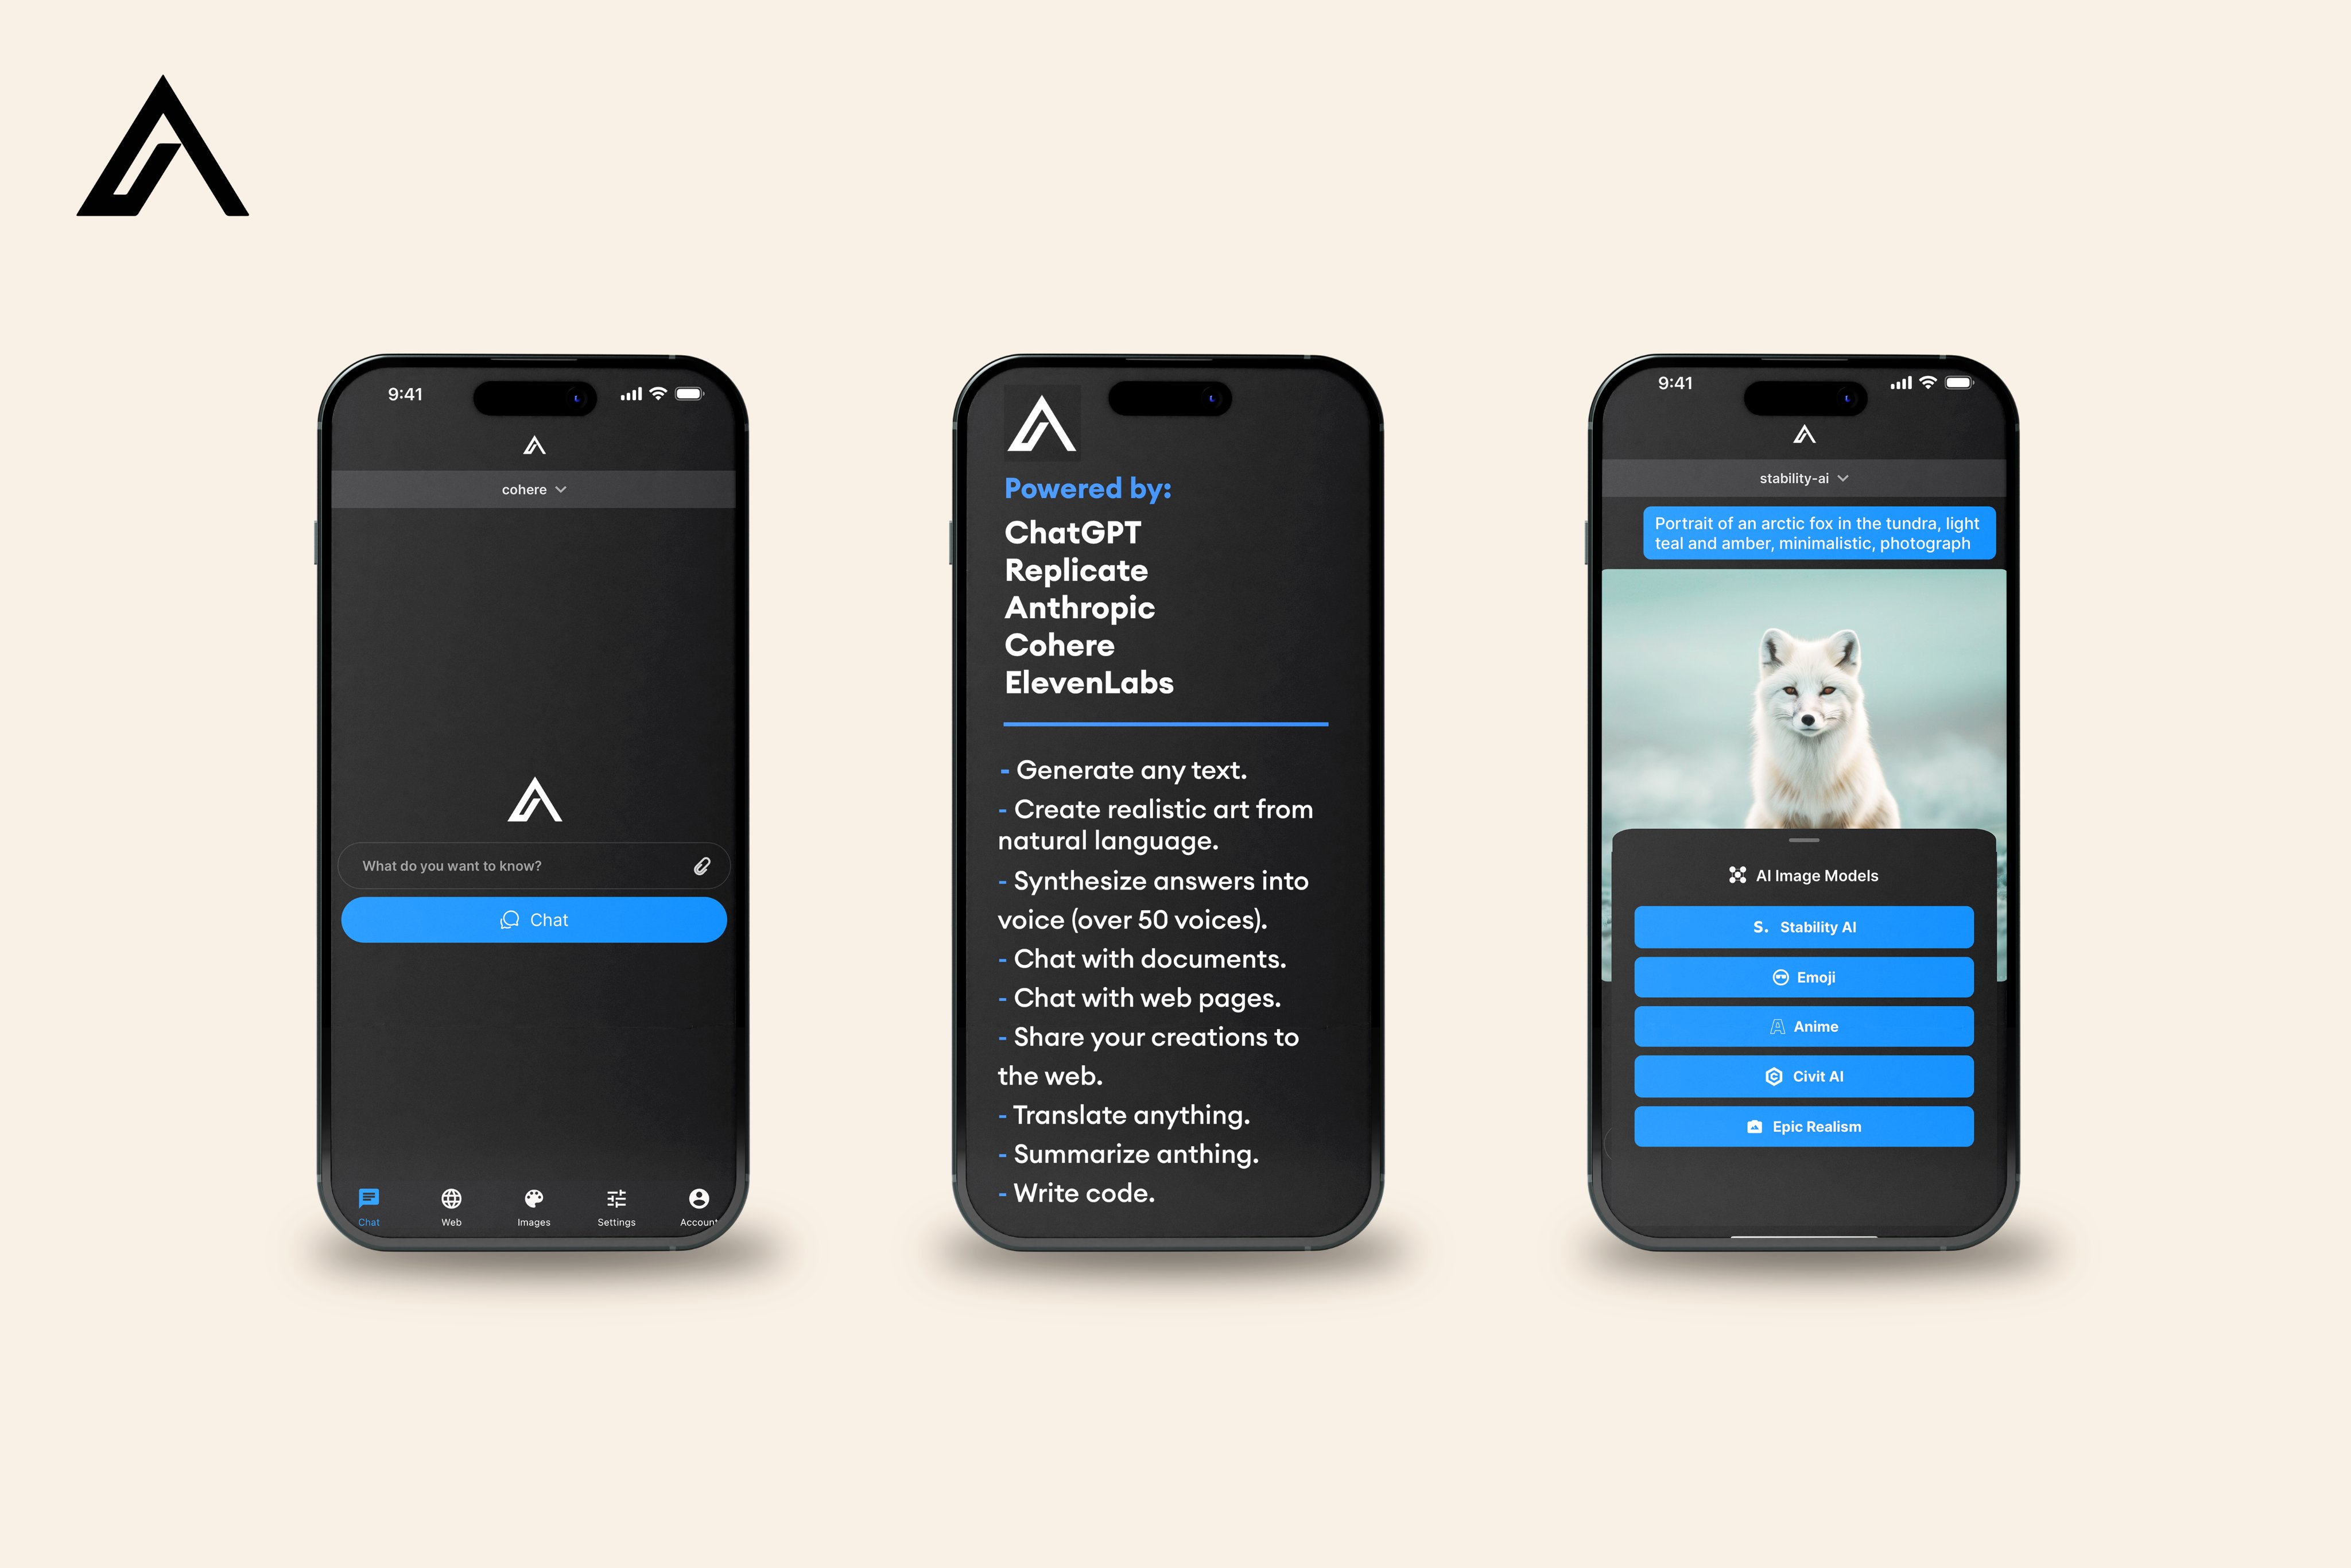 9:41
cohere
What do you want to know?
Chat
Chat
Web
Images
Settings
Account
Powered by:
ChatGPT
Replicate
Anthropic
Cohere
ElevenLabs
- Generate any text.
- Create realistic art from
natural language.
- Synthesize answers into
voice (over 50 voices).
- Chat with documents.
- Chat with web pages.
- Share your creations to
the web.
- Translate anything.
- Summarize anthing.
- Write code.
9:41
stability-ai
Portrait of an arctic fox in the tundra, light
teal and amber, minimalistic, photograph
AI Image Models
S. Stability AI
Emoji
A Anime
Civit AI
Epic Realism